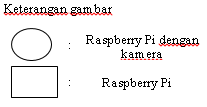 Keterangan gambar
: Raspberry Pi dengan
kamera
: Raspberry Pi